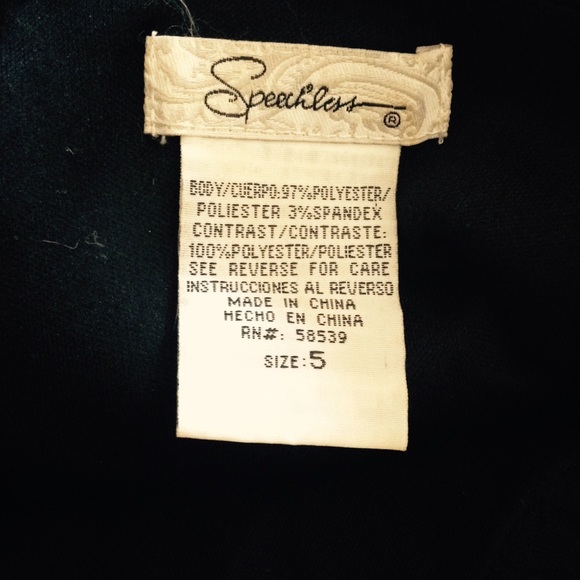 Speechless ®
BODY/CUERPO:97%POLYESTER/
POLIESTER 3%SPANDEX
CONTRAST/CONTRASTE:
100%POLYESTER/POLIESTER
SEE REVERSE FOR CARE
INSTRUCCIONES AL REVERSO
MADE IN CHINA
HECHO EN CHINA
RN#: 58539
SIZE: 5